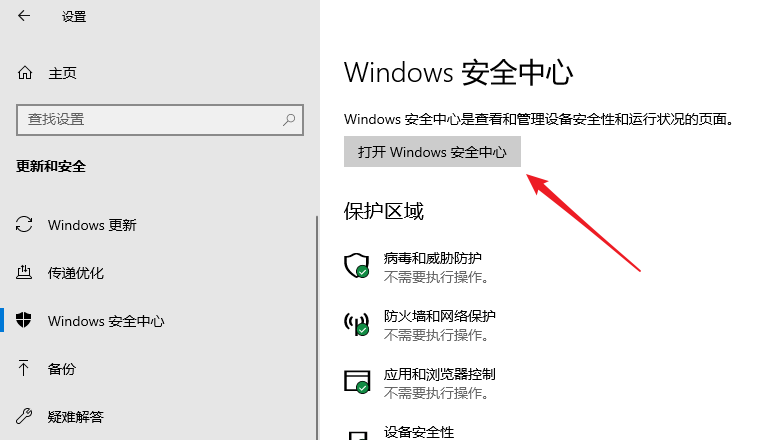 设置
主页
查找设置
更新和安全
Windows 更新
传递优化
Windows 安全中心
备份
疑难解答
Windows 安全中心
Windows 安全中心是查看和管理设备安全性和运行状况的页面。
打开 Windows 安全中心
保护区域
病毒和威胁防护
不需要执行操作。
防火墙和网络保护
不需要执行操作。
应用和浏览器控制
不需要执行操作。
设备安全性